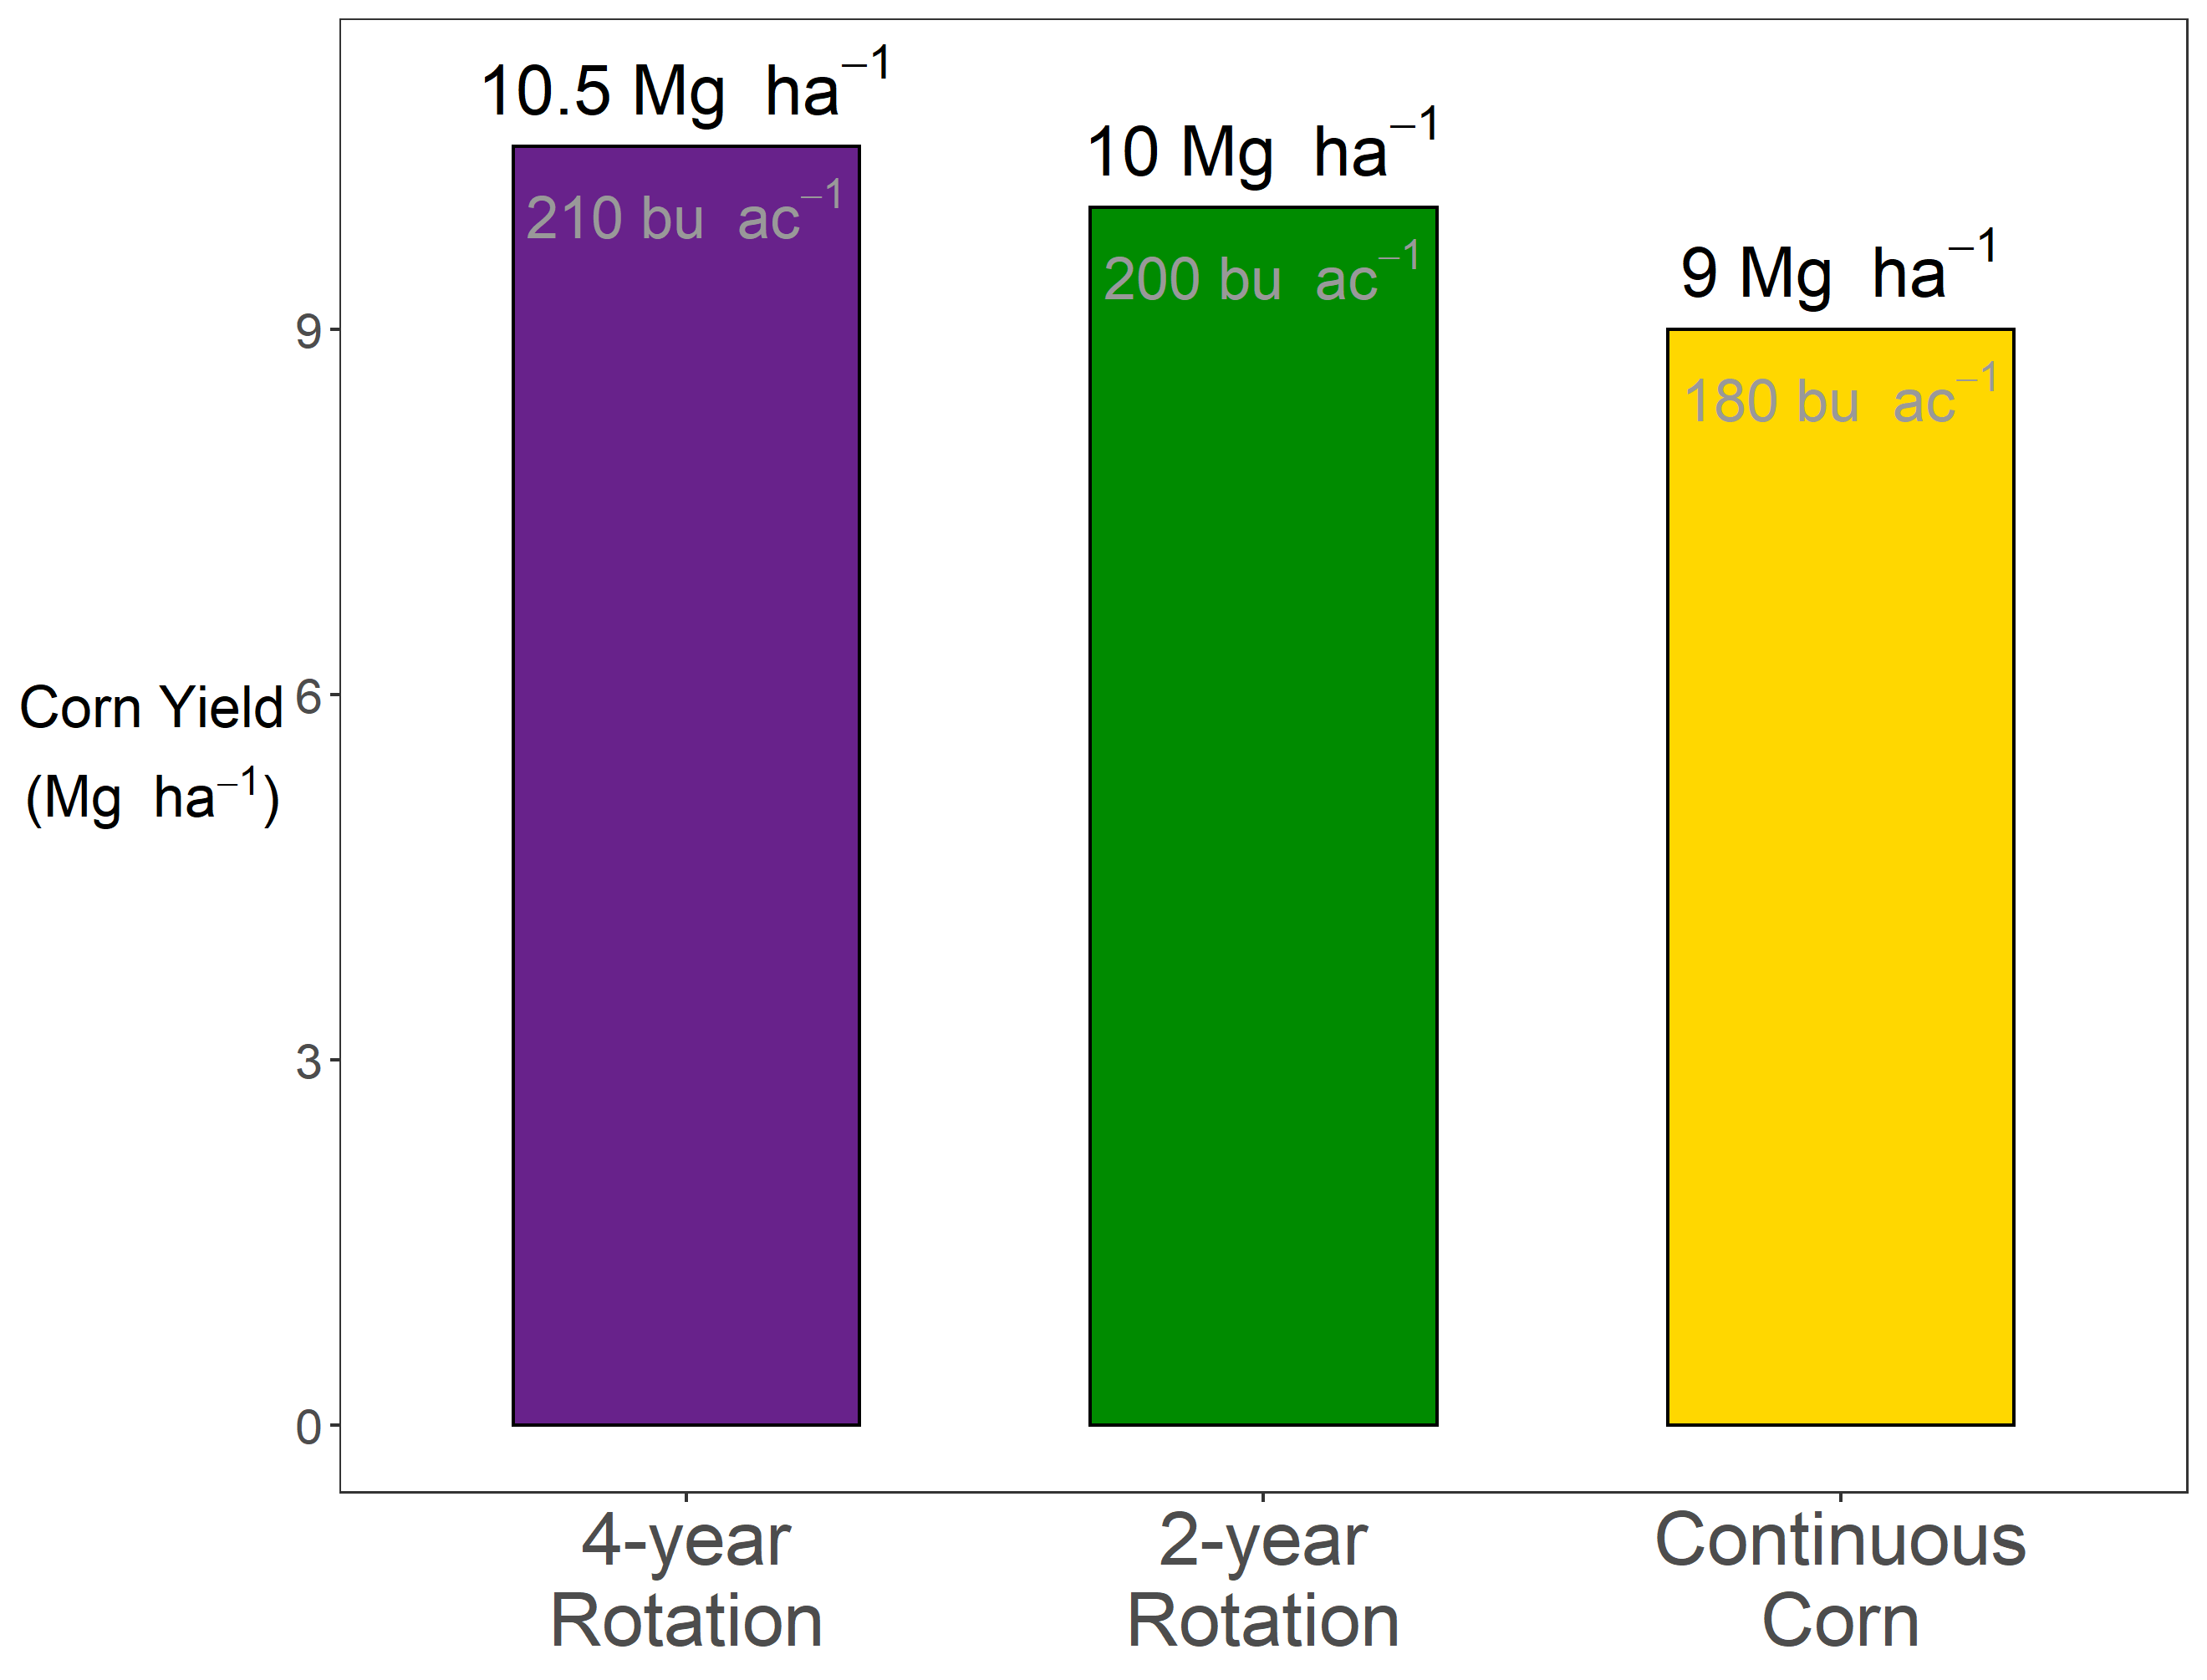 10.5 Mg ha⁻¹
210 bu ac⁻¹
10 Mg ha⁻¹
200 bu ac⁻¹
9 Mg ha⁻¹
180 bu ac⁻¹
Corn Yield
(Mg ha⁻¹)
9
6
3
0
4-year
Rotation
2-year
Rotation
Continuous
Corn